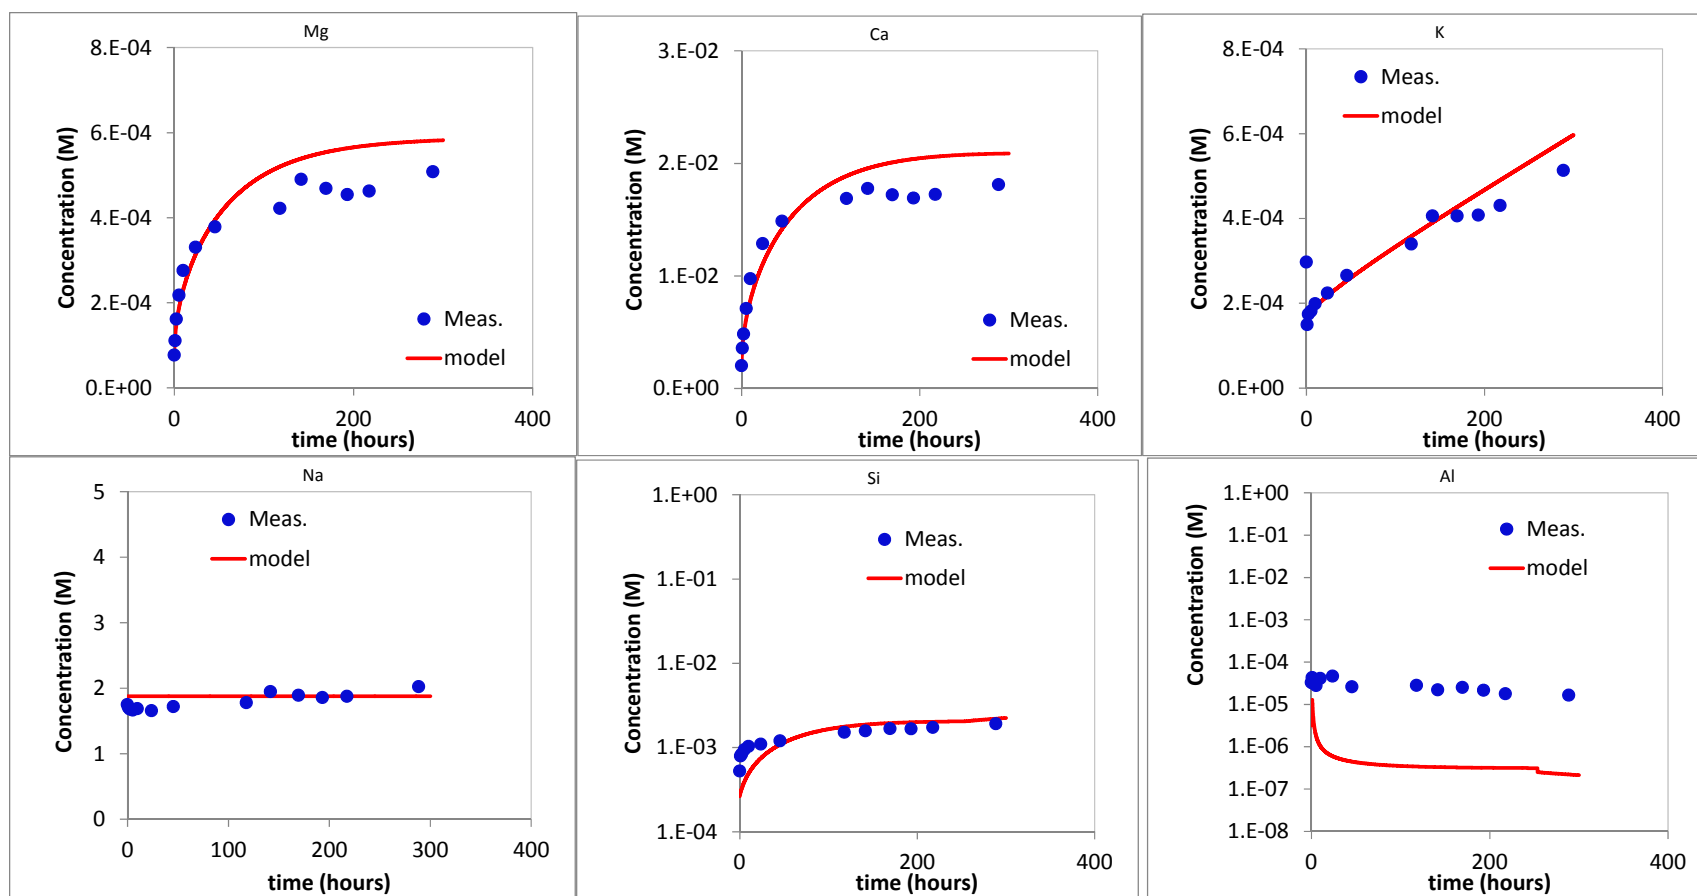 Mg
8.E-04
6.E-04
4.E-04
2.E-04
0.E+00
Concentration (M)
Meas.
model
0 200 400
time (hours)
Ca
3.E-02
2.E-02
1.E-02
0.E+00
Concentration (M)
Meas.
model
0 200 400
time (hours)
K
8.E-04
6.E-04
4.E-04
2.E-04
0.E+00
Concentration (M)
Meas.
model
0 200 400
time (hours)
Na
5
4
3
2
1
0
Concentration (M)
Meas.
model
0 100 200 300 400
time (hours)
Si
1.E+00
1.E-01
1.E-02
1.E-03
1.E-04
Concentration (M)
Meas.
model
0 200 400
time (hours)
Al
1.E+00
1.E-01
1.E-02
1.E-03
1.E-04
1.E-05
1.E-06
1.E-07
1.E-08
Concentration (M)
Meas.
model
0 200 400
time (hours)